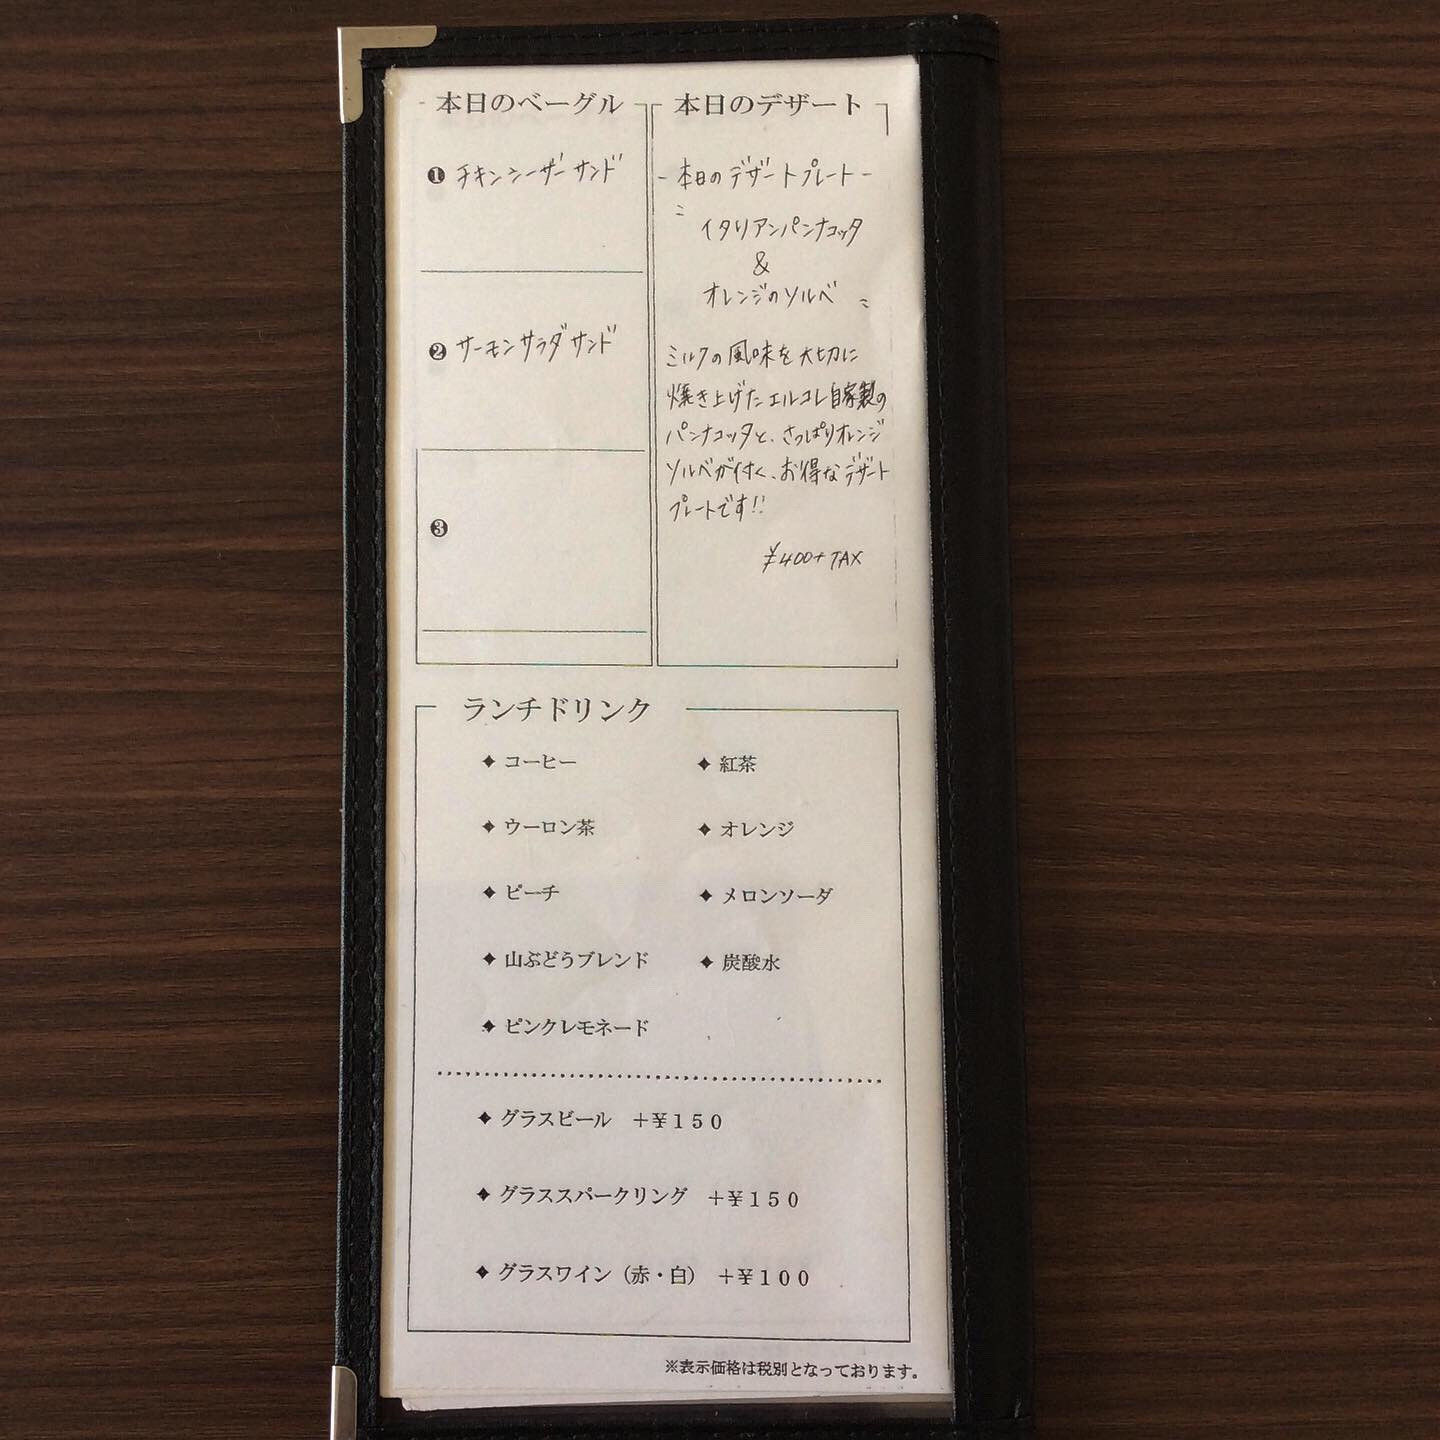 本日のベーグル
❶ チキンシーザーサンド
❷ サーモンサラダサンド
❸
本日のデザート
- 本日のデザートプレート -
イタリアンパンナコッタ
&
オレンジのソルベ
ミルクの風味を大切に
焼き上げたエルコレ自家製の
パンナコッタと、さっぱりオレンジ
ソルベが付く、お得なデザート
プレートです!!
¥400+TAX
ランチドリンク
◆ コーヒー ◆ 紅茶
◆ ウーロン茶 ◆ オレンジ
◆ ピーチ ◆ メロンソーダ
◆ 山ぶどうブレンド ◆ 炭酸水
◆ ピンクレモネード
◆ グラスビール ＋￥１５０
◆ グラススパークリング ＋￥１５０
◆ グラスワイン（赤・白） ＋￥１００
※表示価格は税別となっております。